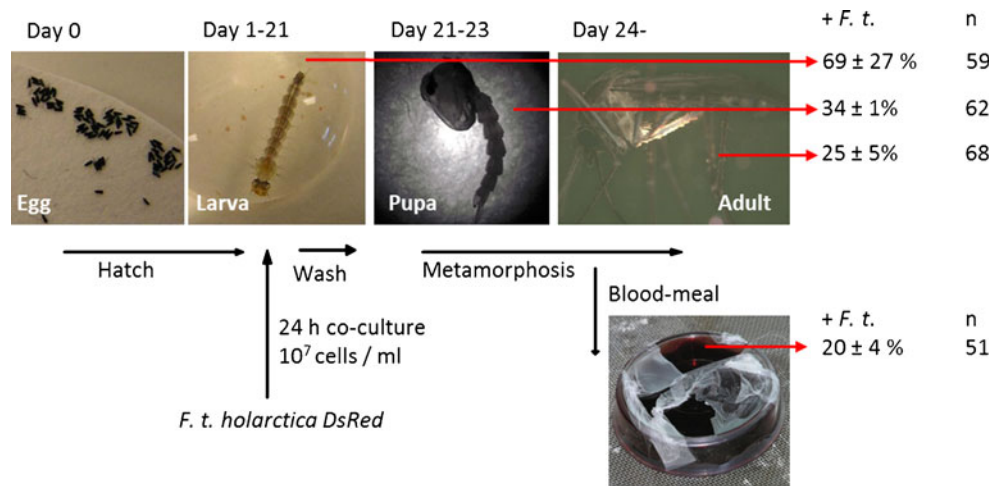 Day 0
Day 1-21
Day 21-23
Day 24-
+ F. t. n
69 ± 27 % 59
34 ± 1% 62
25 ± 5% 68
Egg
Larva
Pupa
Adult
Hatch
Wash
Metamorphosis
Blood-meal
24 h co-culture
10⁷ cells / ml
F. t. holarctica DsRed
+ F. t. n
20 ± 4 % 51